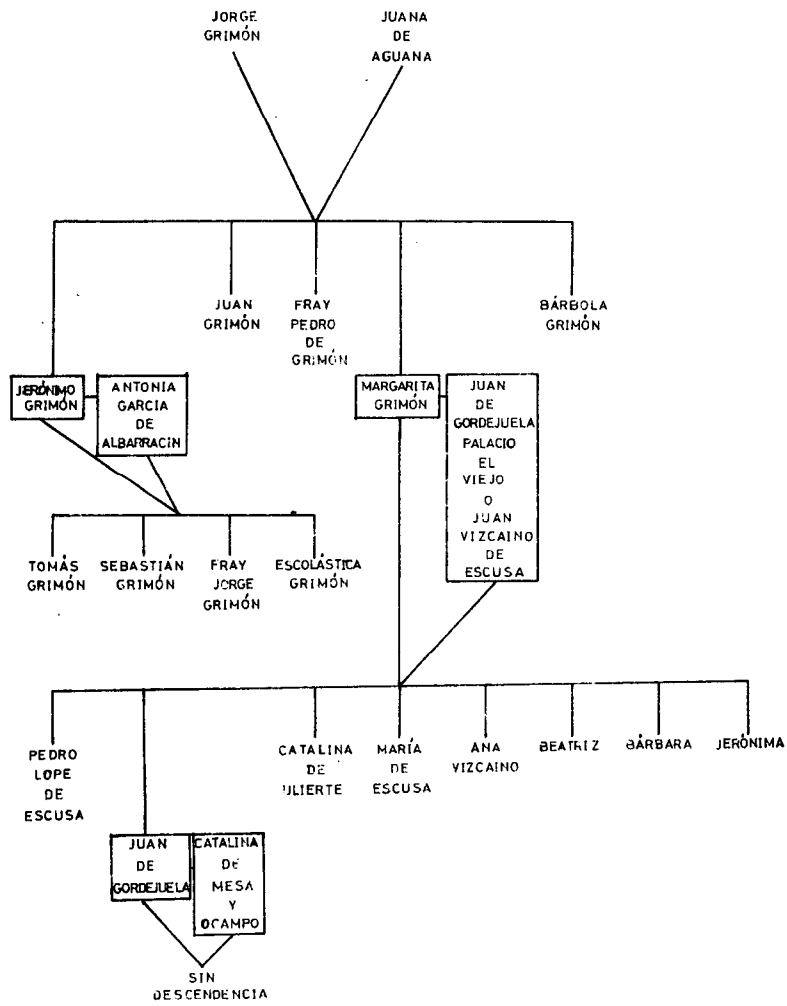 JORGE
GRIMÓN
JUANA
DE
AGUANA
JUAN
GRIMÓN
FRAY
PEDRO
DE
GRIMÓN
BÁRBOLA
GRIMÓN
JERÓNIMO
GRIMÓN
ANTONIA
GARCIA
DE
ALBARRACIN
MARGARITA
GRIMÓN
JUAN
DE
GORDEJUELA
PALACIO
EL
VIEJO
O
JUAN
VIZCAINO
DE
ESCUSA
TOMÁS
GRIMÓN
SEBASTIÁN
GRIMÓN
FRAY
JORGE
GRIMÓN
ESCOLÁSTICA
GRIMÓN
PEDRO
LOPE
DE
ESCUSA
CATALINA
DE
MARÍA
DE
ESCUSA
ANA
VIZCAINO
BEATRIZ
BÁRBARA
JERÓNIMA
JUAN
DE
GORDEJUELA
CATALINA
DE
MESA
Y
OCAMPO
SIN
DESCENDENCIA